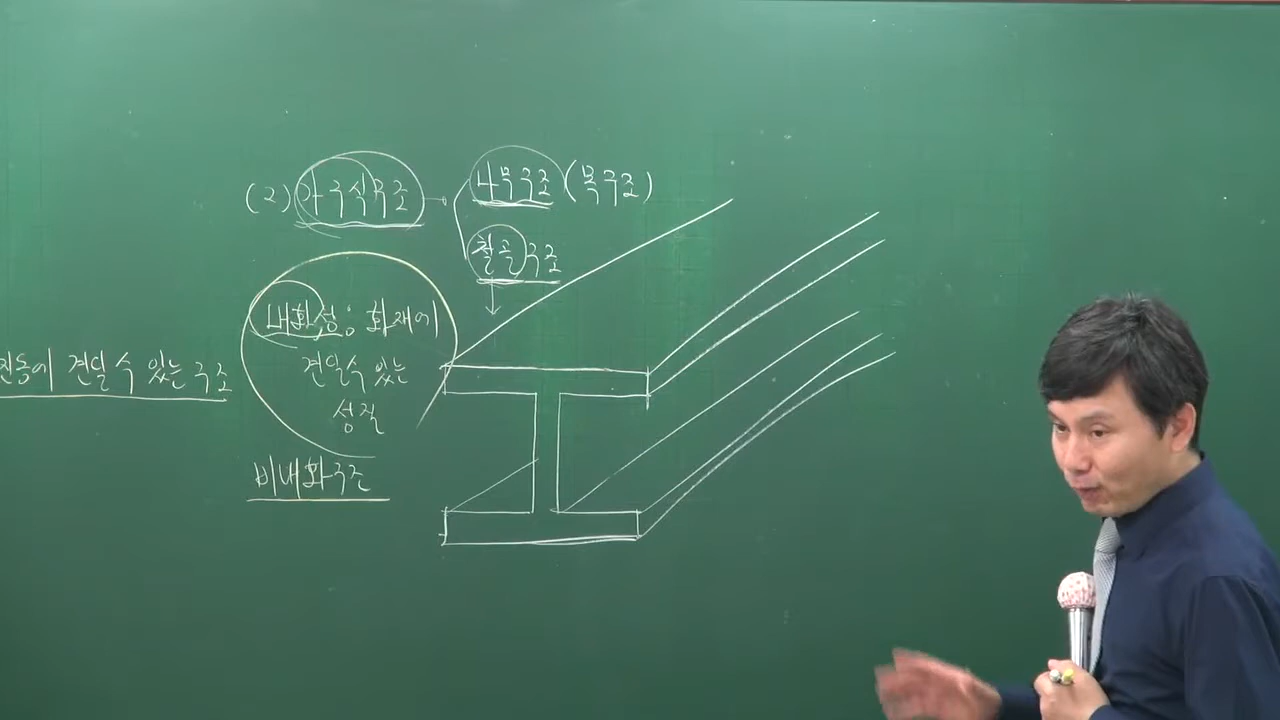 (2) 가구식구조
나무구조 (목구조)
철골구조
내화성: 화재에
견딜수 있는
성질
진동에 견딜 수 있는 구조
비내화구조